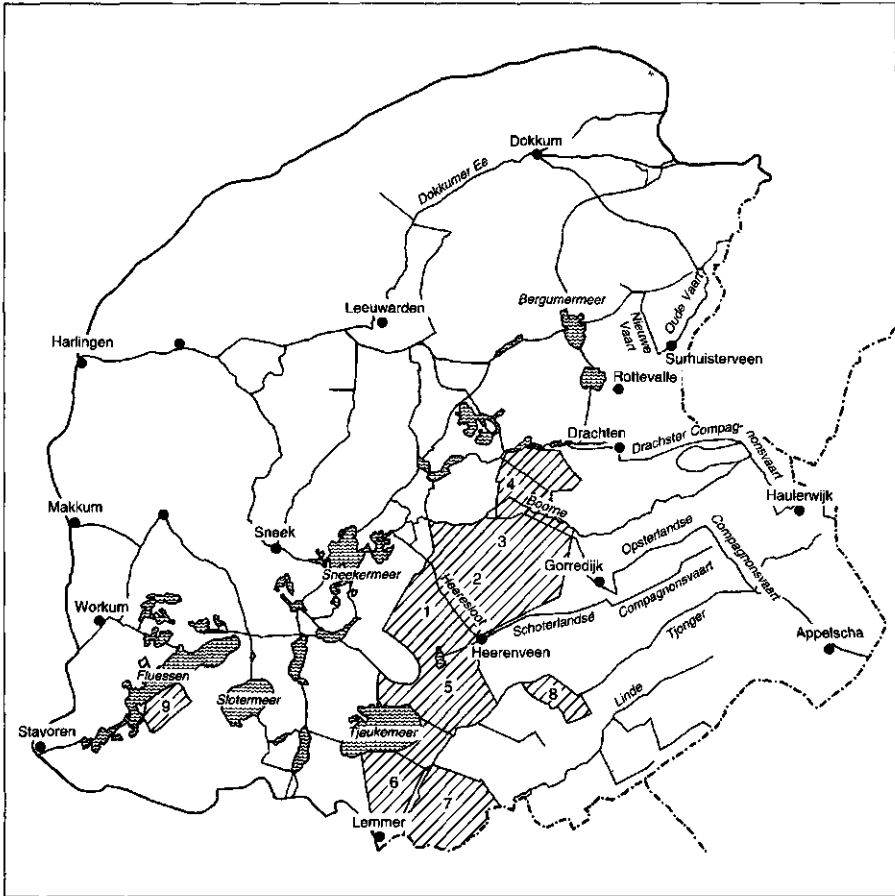 Dokkum
Dokkumer Ee
Leeuwarden
Bergumermeer
Oude Vaart
Nieuwe
Vaart
Harlingen
Surhuisterveen
Rottevalle
Drachten
Drachster Compag-
nonsvaart
4
Haulerwijk
Boorne
Makkum
Sneek
3
Opsterlandse
Compagnonsvaart
Sneekermeer
2
Gorredijk
Heeresloot
1
Schoterlandse
Compagnonsvaart
Workum
Tjonger
Heerenveen
Appelscha
Fluessen
Slotermeer
5
8
Linde
9
Stavoren
Tjeukemeer
6
7
Lemmer